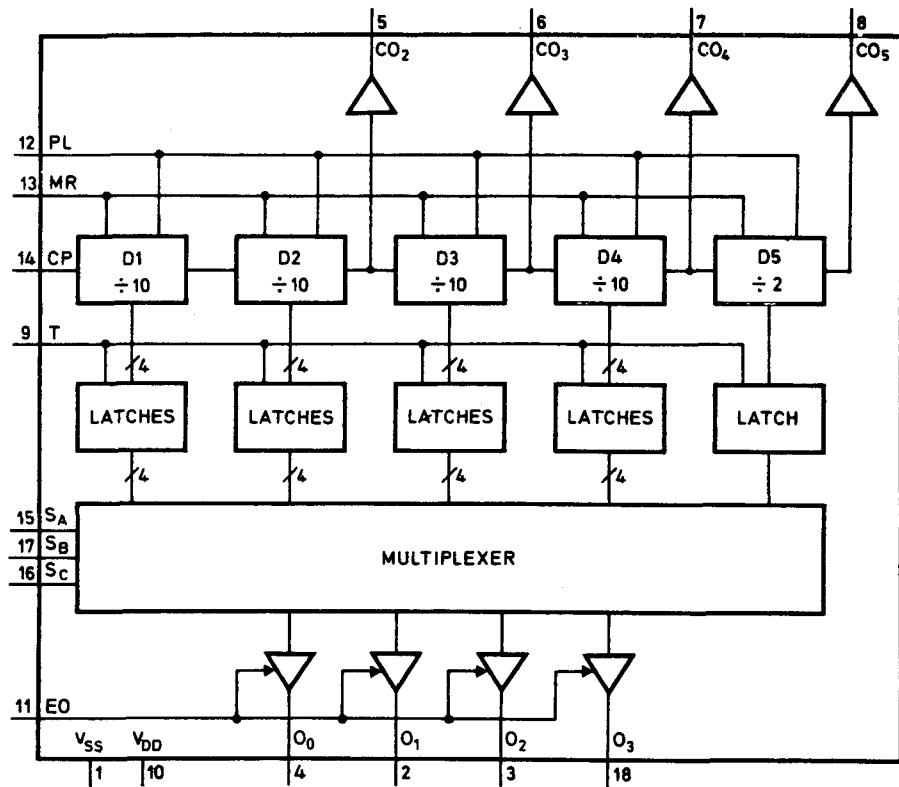 5 6 7 8
CO2 CO3 CO4 CO5
12 PL
13 MR
14 CP D1 D2 D3 D4 D5
÷10 ÷10 ÷10 ÷10 ÷2
9 T
4 4 4 4
LATCHES LATCHES LATCHES LATCHES LATCH
4 4 4 4
15 SA
17 SB
16 SC
MULTIPLEXER
11 EO
VSS VDD O0 O1 O2 O3
1 10 4 2 3 18